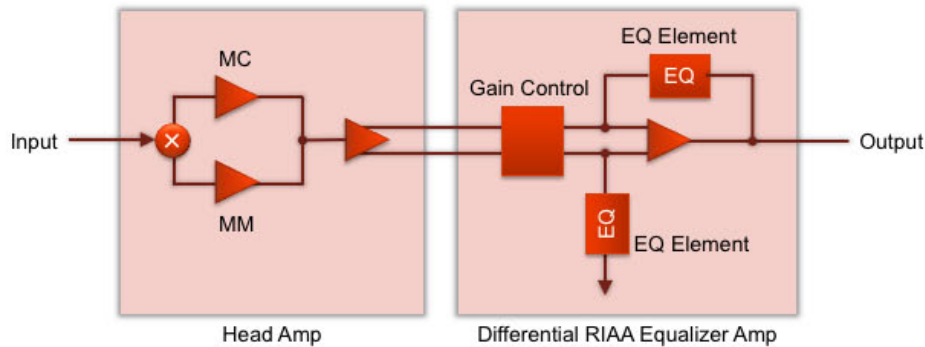 EQ Element
MC
EQ
Gain Control
Input
Output
MM
EQ
EQ Element
Head Amp
Differential RIAA Equalizer Amp